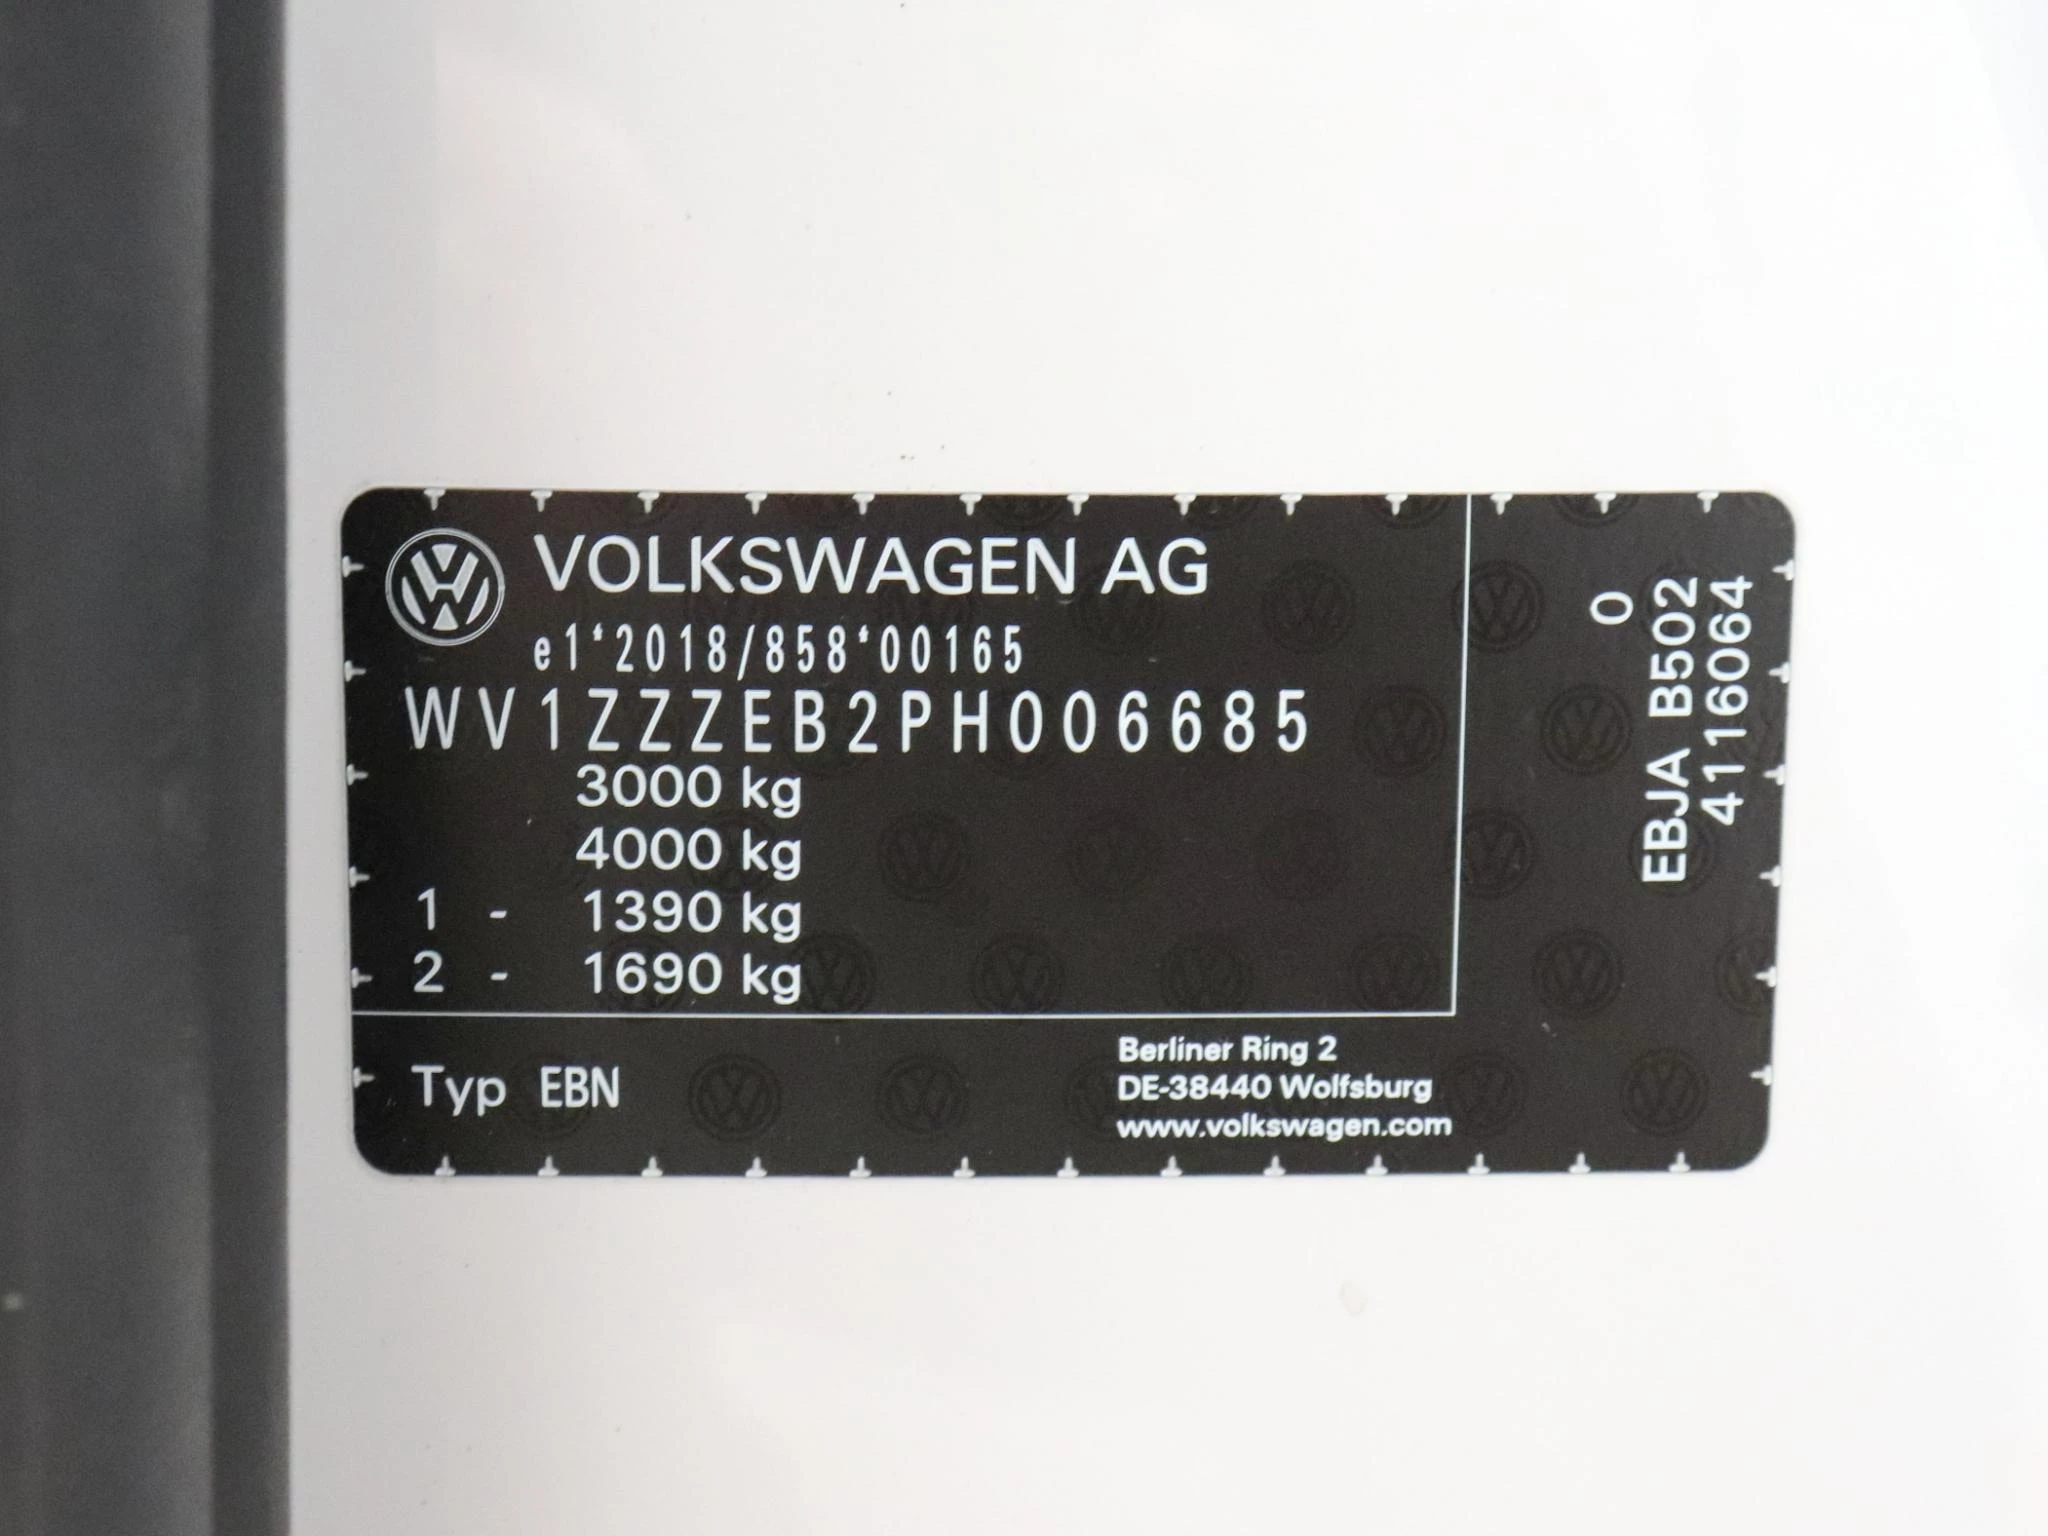 VOLKSWAGEN AG
e1*2018/858*00165
WV1ZZZEB2PH006685
3000 kg
4000 kg
1 - 1390 kg
2 - 1690 kg
Typ EBN
Berliner Ring 2
DE-38440 Wolfsburg
www.volkswagen.com
0
EBJA B502
4116064